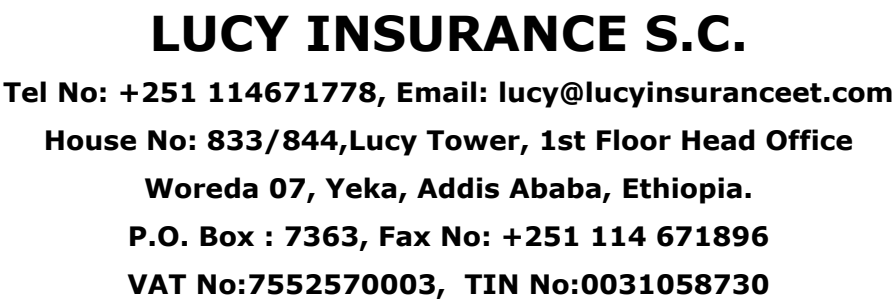 LUCY INSURANCE S.C.
Tel No: +251 114671778, Email: lucy@lucyinsuranceet.com
House No: 833/844,Lucy Tower, 1st Floor Head Office
Woreda 07, Yeka, Addis Ababa, Ethiopia.
P.O. Box : 7363, Fax No: +251 114 671896
VAT No:7552570003, TIN No:0031058730